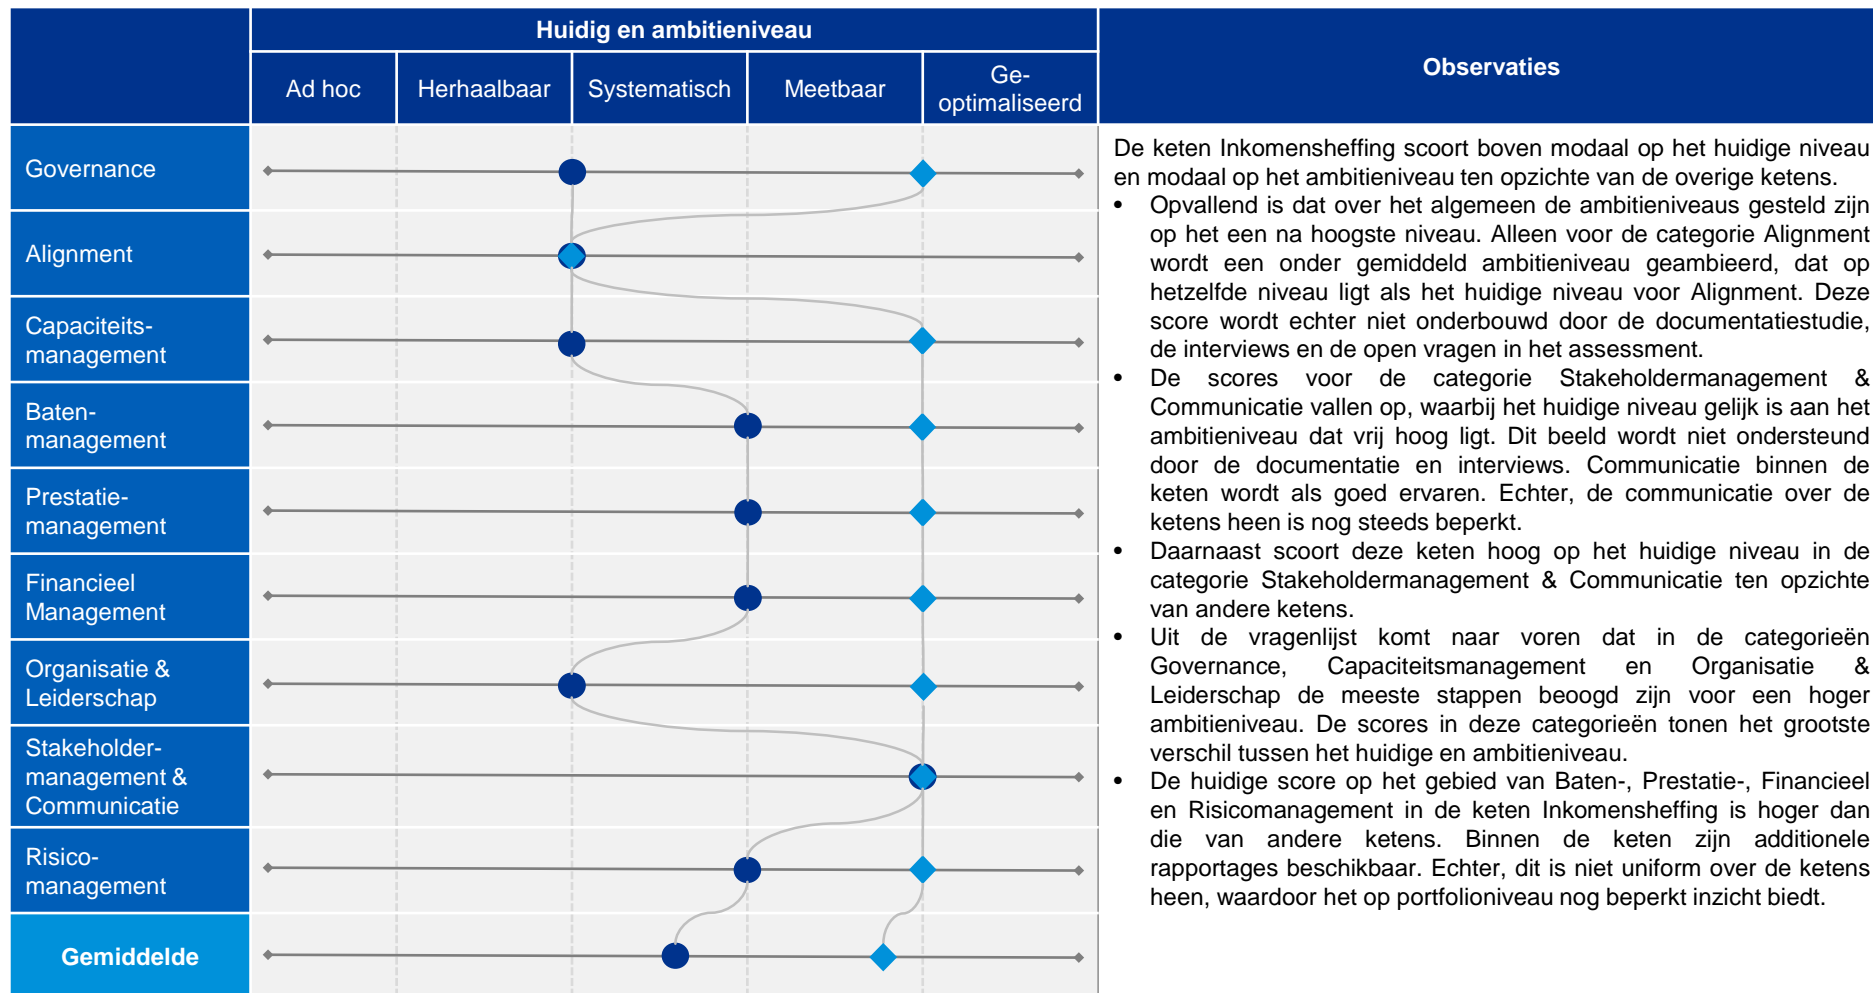 Huidig en ambitieniveau
Observaties
Ad hoc
Herhaalbaar
Systematisch
Meetbaar
Ge-
optimaliseerd
Governance
Alignment
Capaciteits-
management
Baten-
management
Prestatie-
management
Financieel
Management
Organisatie &
Leiderschap
Stakeholder-
management &
Communicatie
Risico-
management
Gemiddelde
De keten Inkomensheffing scoort boven modaal op het huidige niveau
en modaal op het ambitieniveau ten opzichte van de overige ketens.
• Opvallend is dat over het algemeen de ambitieniveaus gesteld zijn
op het een na hoogste niveau. Alleen voor de categorie Alignment
wordt een onder gemiddeld ambitieniveau geambieerd, dat op
hetzelfde niveau ligt als het huidige niveau voor Alignment. Deze
score wordt echter niet onderbouwd door de documentatiestudie,
de interviews en de open vragen in het assessment.
• De scores voor de categorie Stakeholdermanagement &
Communicatie vallen op, waarbij het huidige niveau gelijk is aan het
ambitieniveau dat vrij hoog ligt. Dit beeld wordt niet ondersteund
door de documentatie en interviews. Communicatie binnen de
keten wordt als goed ervaren. Echter, de communicatie over de
ketens heen is nog steeds beperkt.
• Daarnaast scoort deze keten hoog op het huidige niveau in de
categorie Stakeholdermanagement & Communicatie ten opzichte
van andere ketens.
• Uit de vragenlijst komt naar voren dat in de categorieën
Governance, Capaciteitsmanagement en Organisatie &
Leiderschap de meeste stappen beoogd zijn voor een hoger
ambitieniveau. De scores in deze categorieën tonen het grootste
verschil tussen het huidige en ambitieniveau.
• De huidige score op het gebied van Baten-, Prestatie-, Financieel
en Risicomanagement in de keten Inkomensheffing is hoger dan
die van andere ketens. Binnen de keten zijn additionele
rapportages beschikbaar. Echter, dit is niet uniform over de ketens
heen, waardoor het op portfolioniveau nog beperkt inzicht biedt.